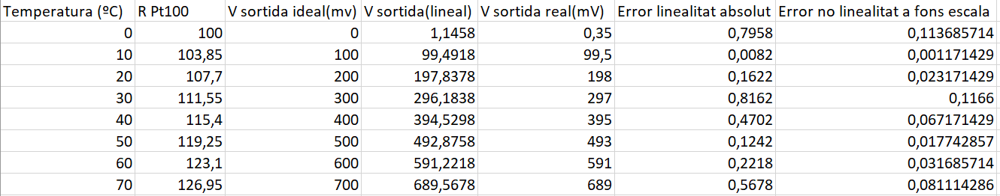 Temperatura (ºC) R Pt100 V sortida ideal(mv) V sortida(lineal) V sortida real(mV) Error linealitat absolut Error no linealitat a fons escala
0 100 0 1,1458 0,35 0,7958 0,113685714
10 103,85 100 99,4918 99,5 0,0082 0,001171429
20 107,7 200 197,8378 198 0,1622 0,023171429
30 111,55 300 296,1838 297 0,8162 0,1166
40 115,4 400 394,5298 395 0,4702 0,067171429
50 119,25 500 492,8758 493 0,1242 0,017742857
60 123,1 600 591,2218 591 0,2218 0,031685714
70 126,95 700 689,5678 689 0,5678 0,081114286